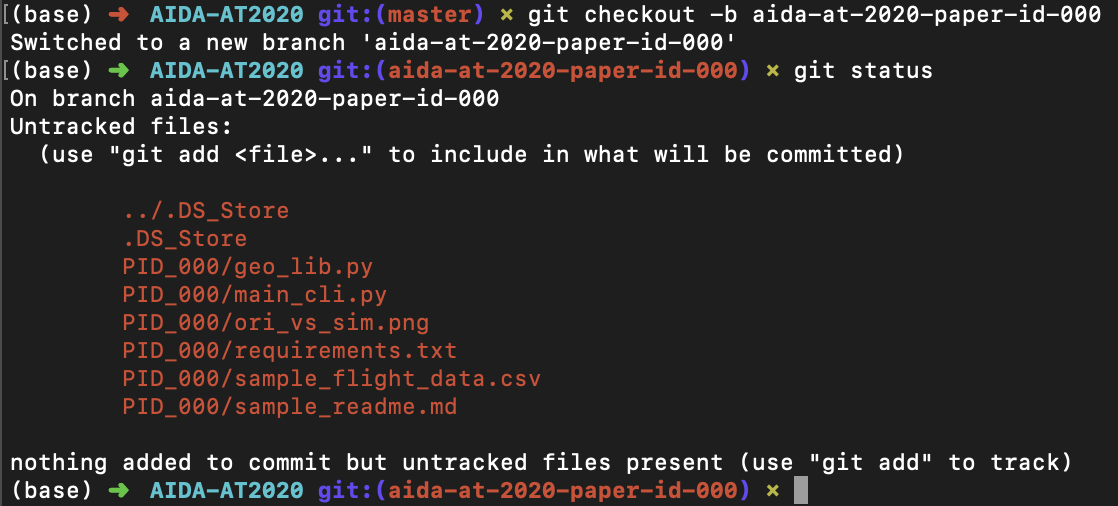 [(base) ➜  AIDA-AT2020 git:(master) × git checkout -b aida-at-2020-paper-id-000
Switched to a new branch 'aida-at-2020-paper-id-000'
[(base) ➜  AIDA-AT2020 git:(aida-at-2020-paper-id-000) × git status
On branch aida-at-2020-paper-id-000
Untracked files:
  (use "git add <file>..." to include in what will be committed)

        ../.DS_Store
        .DS_Store
        PID_000/geo_lib.py
        PID_000/main_cli.py
        PID_000/ori_vs_sim.png
        PID_000/requirements.txt
        PID_000/sample_flight_data.csv
        PID_000/sample_readme.md

nothing added to commit but untracked files present (use "git add" to track)
(base) ➜  AIDA-AT2020 git:(aida-at-2020-paper-id-000) ×